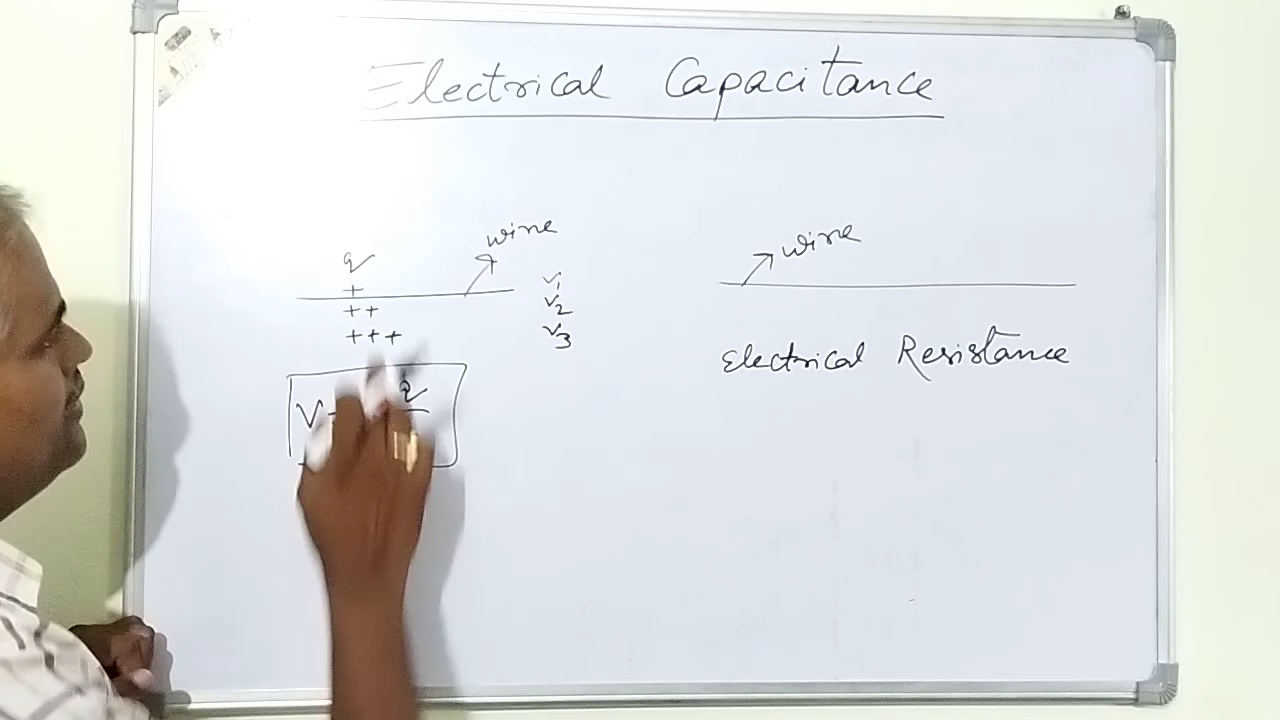 Electrical Capacitance
wire
q
+
++
+++
V1
V2
V3
V
q
wire
Electrical Resistance